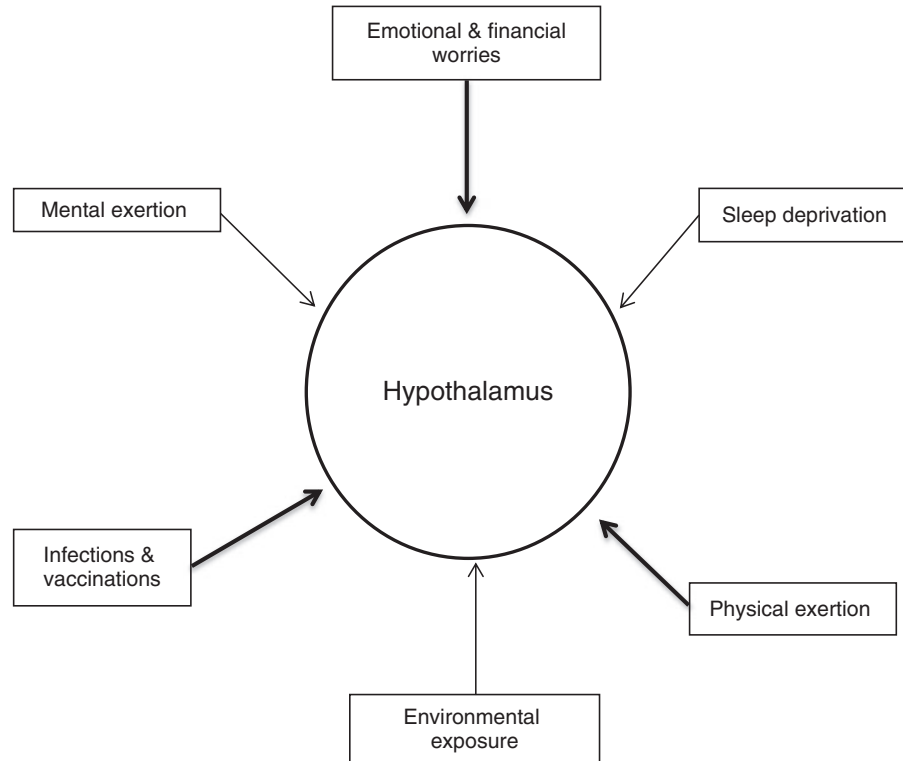 Emotional & financial
worries
Mental exertion
Sleep deprivation
Hypothalamus
Infections &
vaccinations
Physical exertion
Environmental
exposure